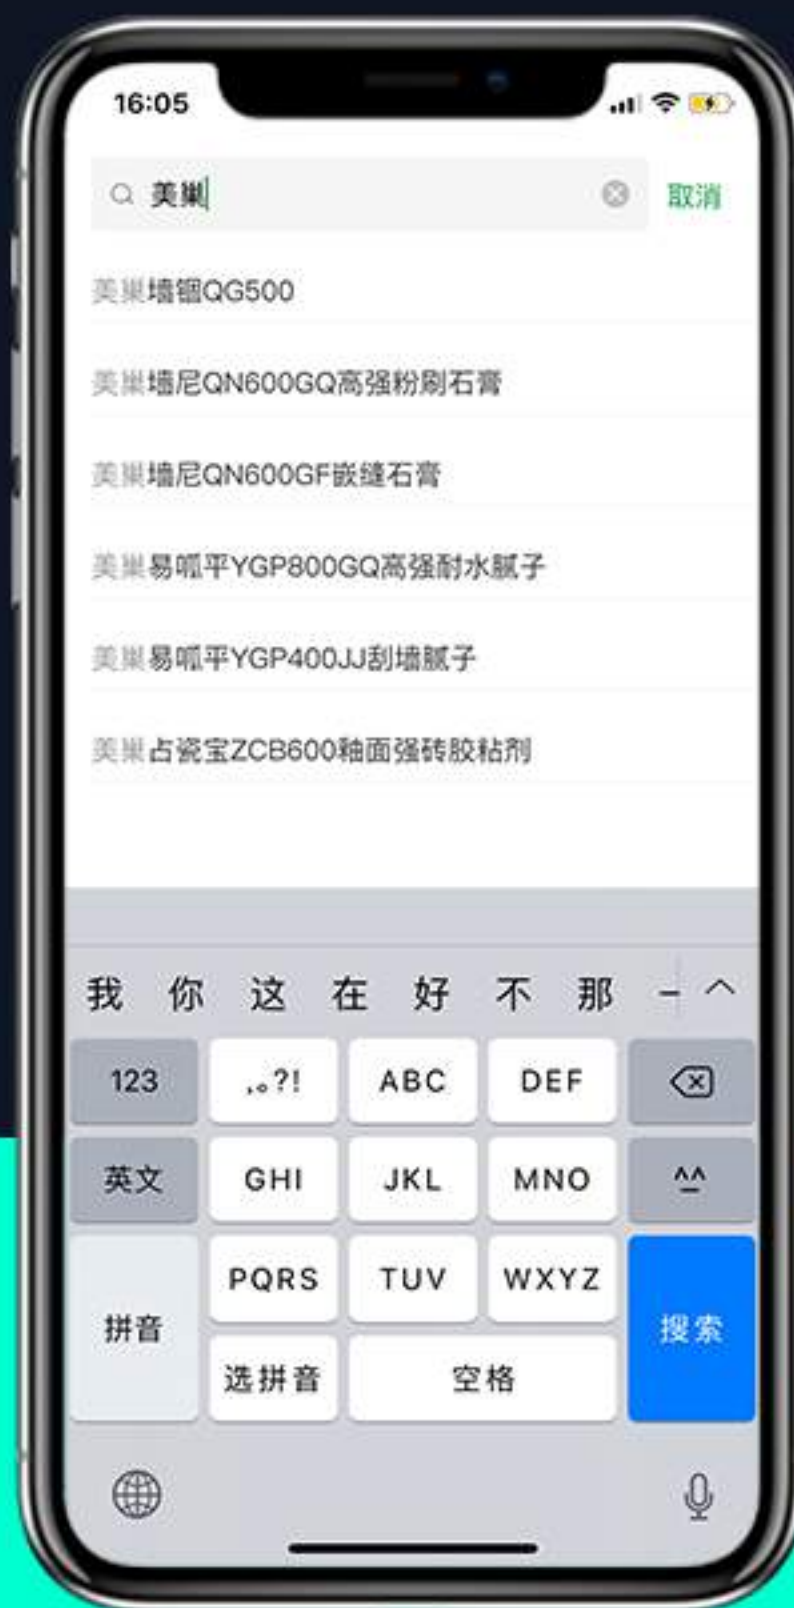 16:05
美巢 取消
美巢墙锢QG500
美巢墙尼QN600GQ高强粉刷石膏
美巢墙尼QN600GF嵌缝石膏
美巢易呱平YGP800GQ高强耐水腻子
美巢易呱平YGP400JJ刮墙腻子
美巢占瓷宝ZCB600釉面强砖胶粘剂
我 你 这 在 好 不 那 一
123 ,。?! ABC DEF
英文 GHI JKL MNO ^^
拼音 PQRS TUV WXYZ 搜索
选拼音 空格